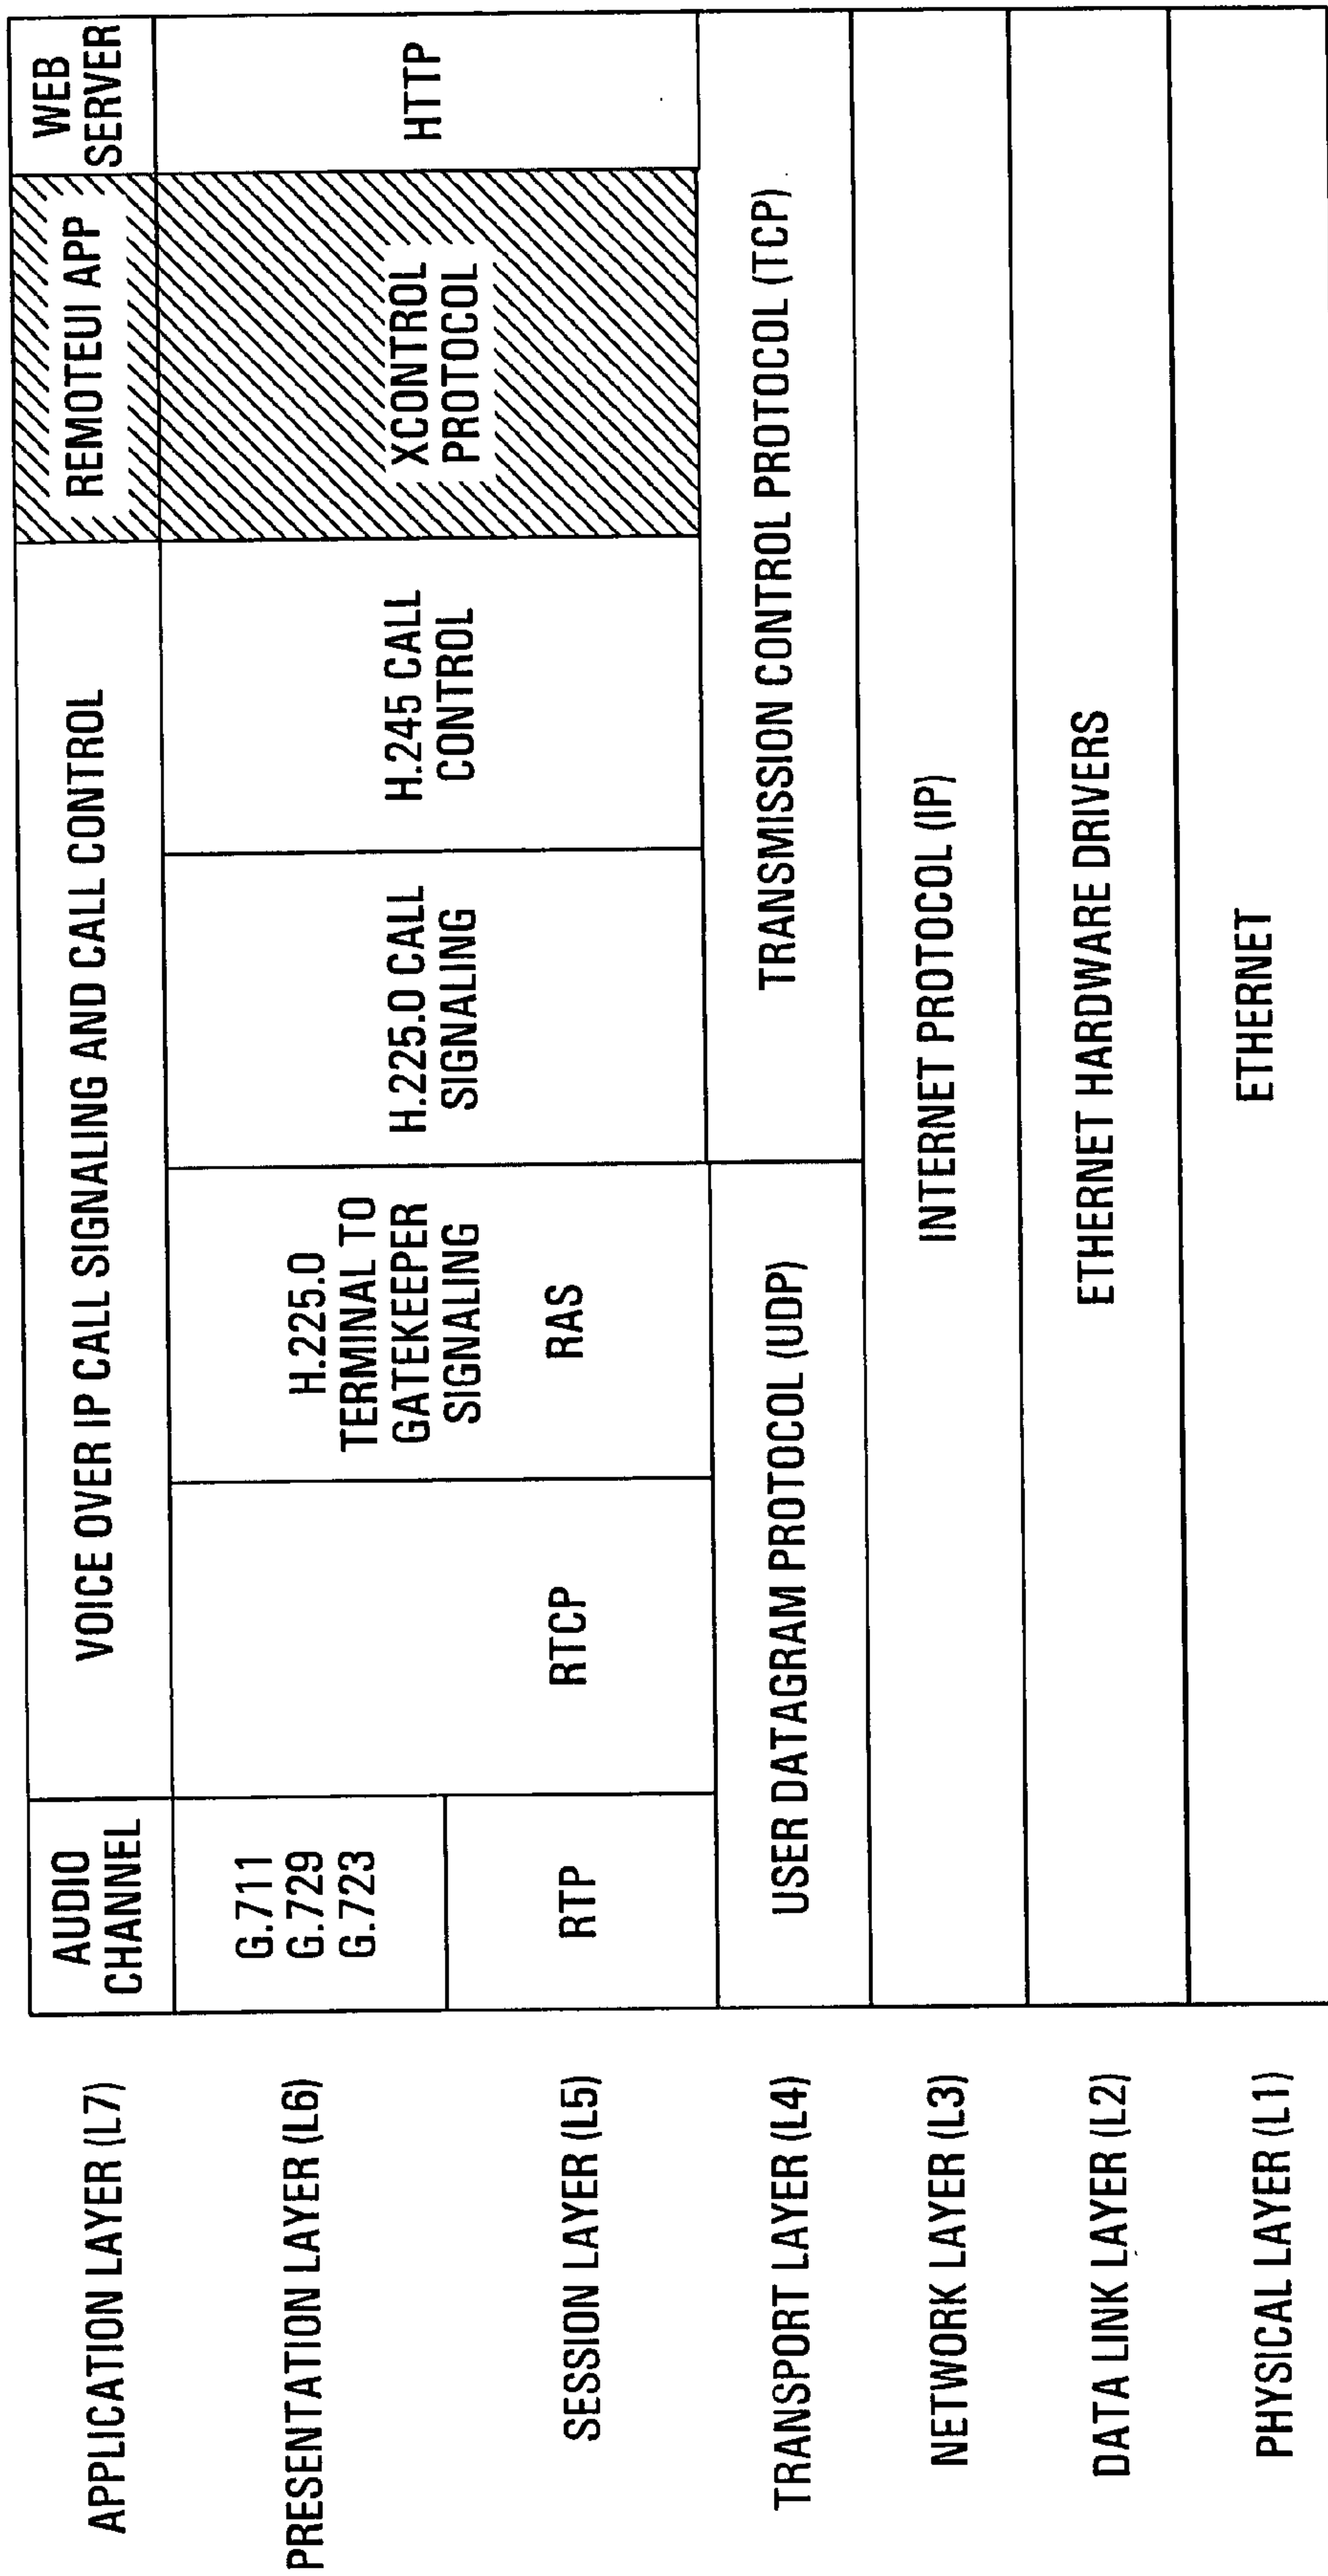 APPLICATION LAYER (L7)
AUDIO
CHANNEL
VOICE OVER IP CALL SIGNALING AND CALL CONTROL
REMOTEUI APP
WEB
SERVER
PRESENTATION LAYER (L6)
G.711
G.729
G.723
H.225.0
TERMINAL TO
GATEKEEPER
SIGNALING
H.225.0 CALL
SIGNALING
H.245 CALL
CONTROL
XCONTROL
PROTOCOL
HTTP
SESSION LAYER (L5)
RTP
RTCP
RAS
TRANSPORT LAYER (L4)
USER DATAGRAM PROTOCOL (UDP)
TRANSMISSION CONTROL PROTOCOL (TCP)
NETWORK LAYER (L3)
INTERNET PROTOCOL (IP)
DATA LINK LAYER (L2)
ETHERNET HARDWARE DRIVERS
PHYSICAL LAYER (L1)
ETHERNET